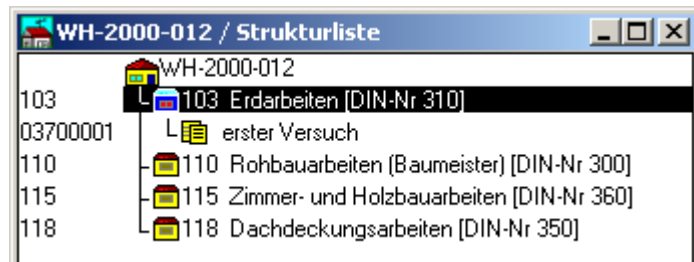 WH-2000-012 / Strukturliste
WH-2000-012
103 103 Erdarbeiten [DIN-Nr 310]
03700001 erster Versuch
110 110 Rohbauarbeiten (Baumeister) [DIN-Nr 300]
115 115 Zimmer- und Holzbauarbeiten [DIN-Nr 360]
118 118 Dachdeckungsarbeiten [DIN-Nr 350]